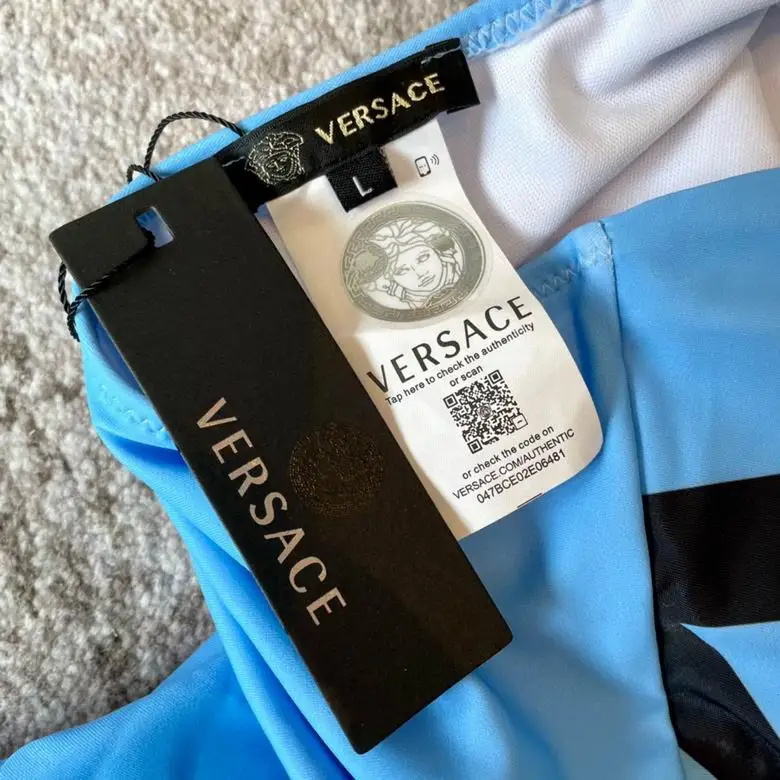 VERSACE
L
VERSACE
Tap here to check the authenticity
or scan
or check the code on
VERSACE.COM/AUTHENTIC
047BCE02E06481
VERSACE